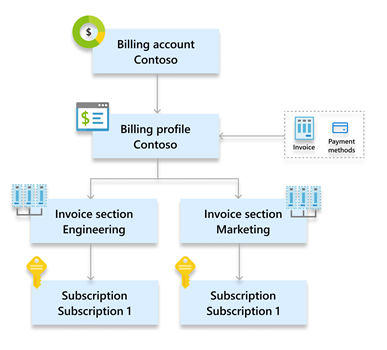 $
Billing account
Contoso
$
Billing profile
Contoso
Invoice
Payment
methods
Invoice section
Engineering
Invoice section
Marketing
Subscription
Subscription 1
Subscription
Subscription 1